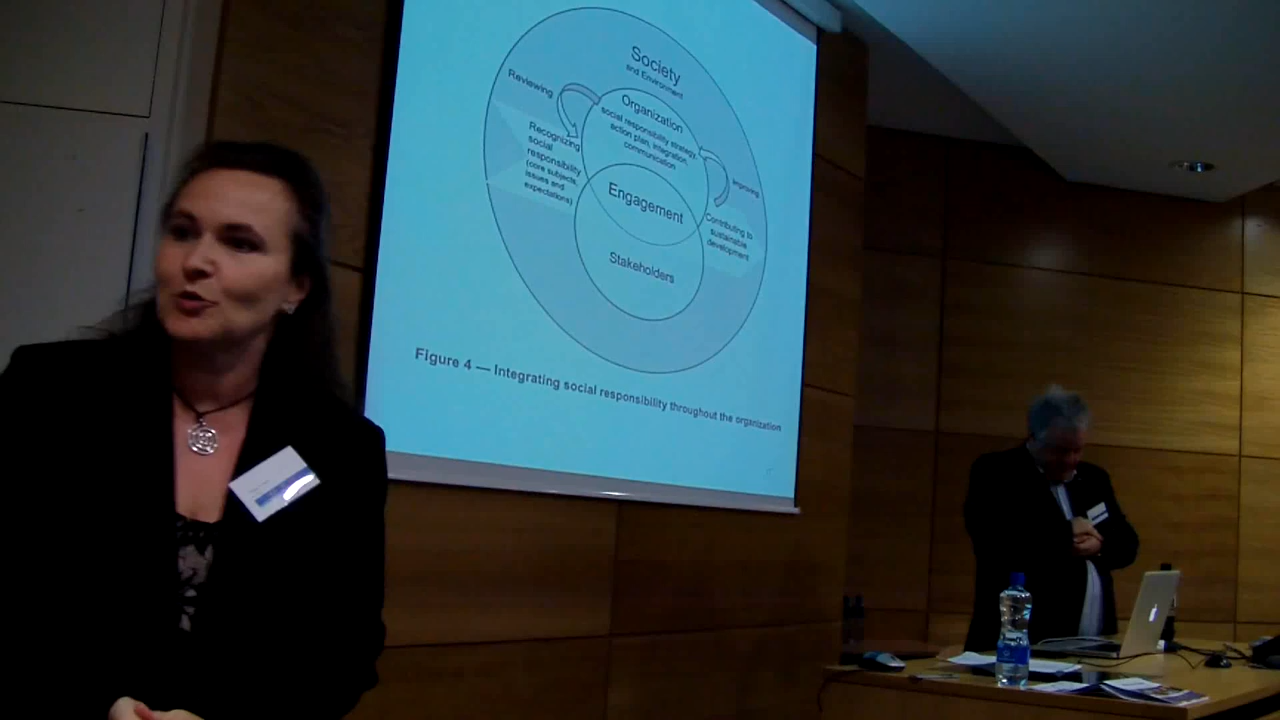 Society
and Environment
Reviewing
Organization
social responsibility strategy,
action plan, integration,
communication
Recognizing
social
responsibility
(core subjects,
issues and
expectations)
Improving
Engagement
Contributing to
sustainable
development
Stakeholders
Figure 4 — Integrating social responsibility throughout the organization